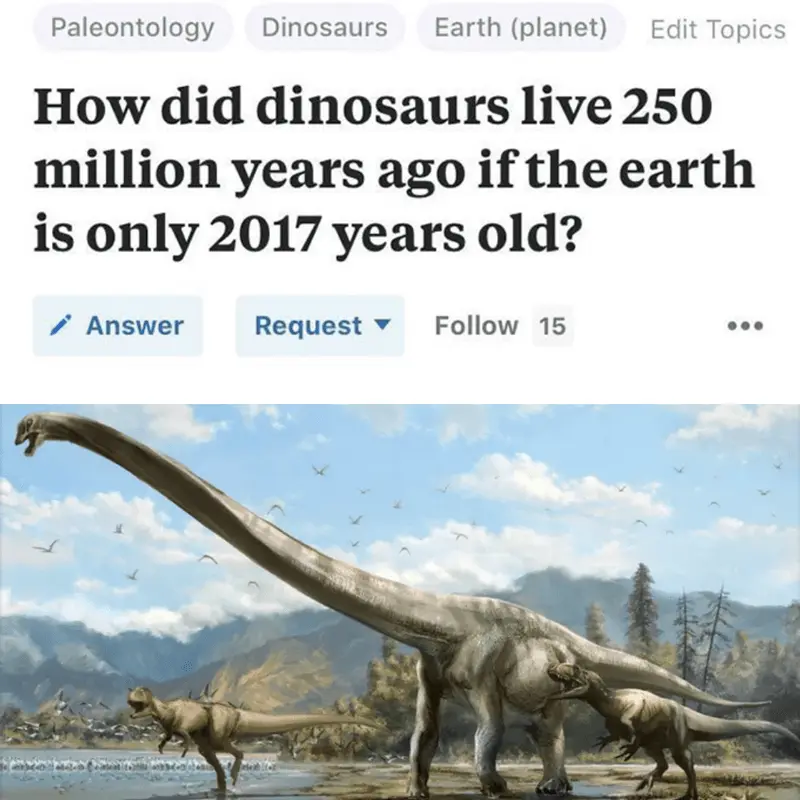 Paleontology Dinosaurs Earth (planet) Edit Topics
How did dinosaurs live 250
million years ago if the earth
is only 2017 years old?
Answer Request Follow 15